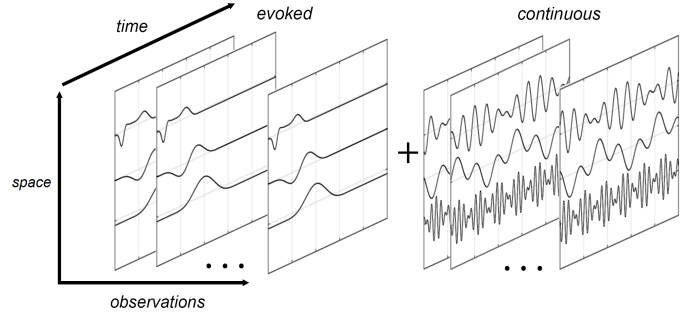 time
evoked
continuous
space
+
• • •
• • •
observations